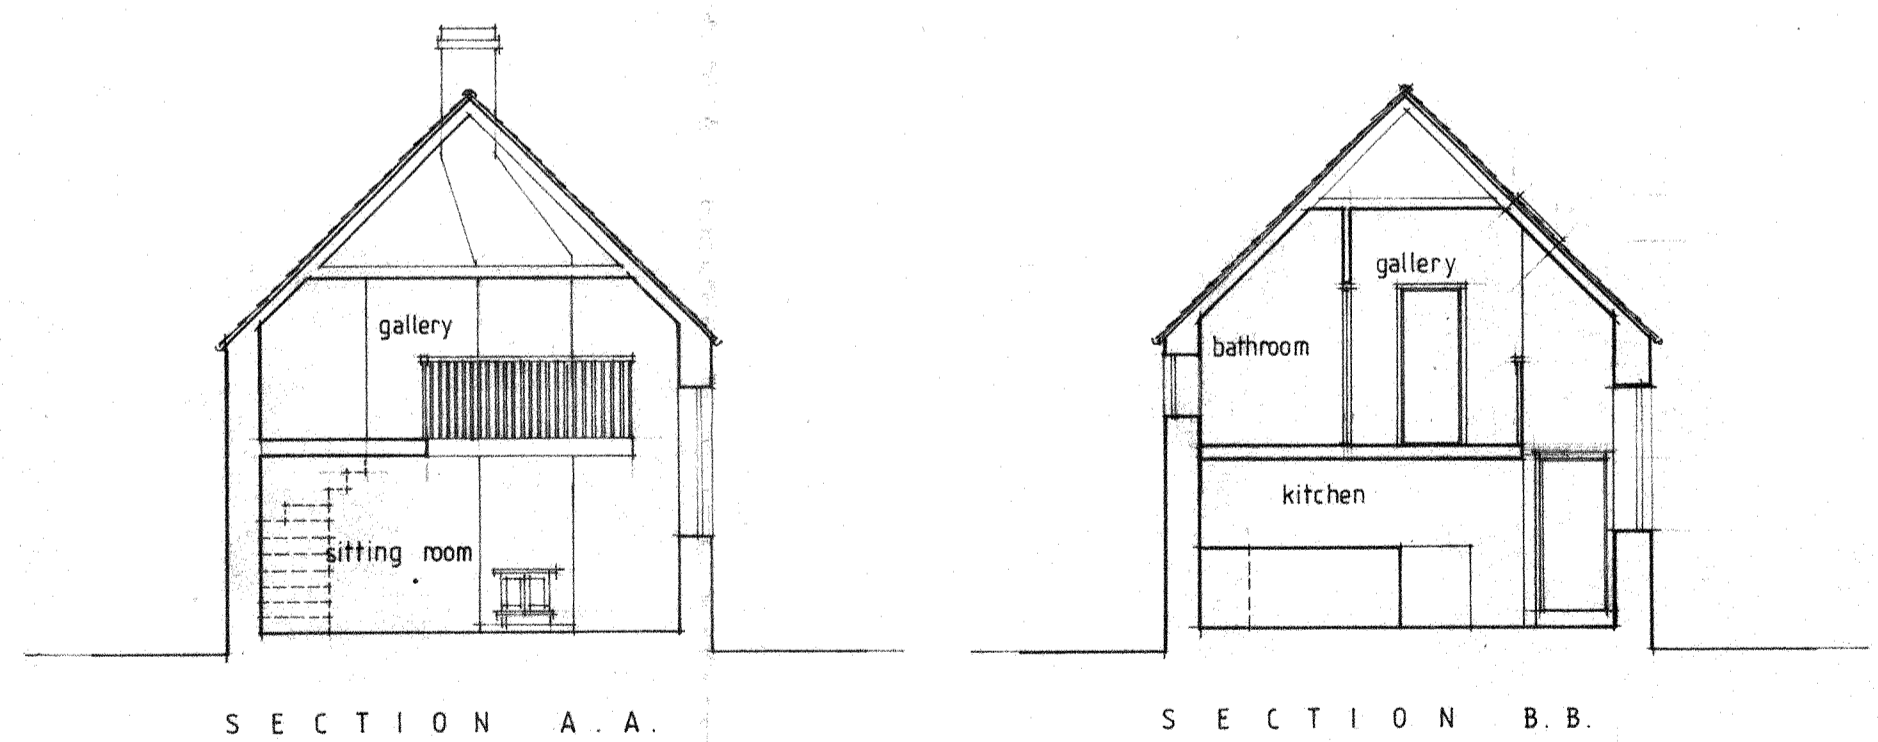 gallery
sitting room
SECTION A.A.
gallery
bathroom
kitchen
SECTION B.B.